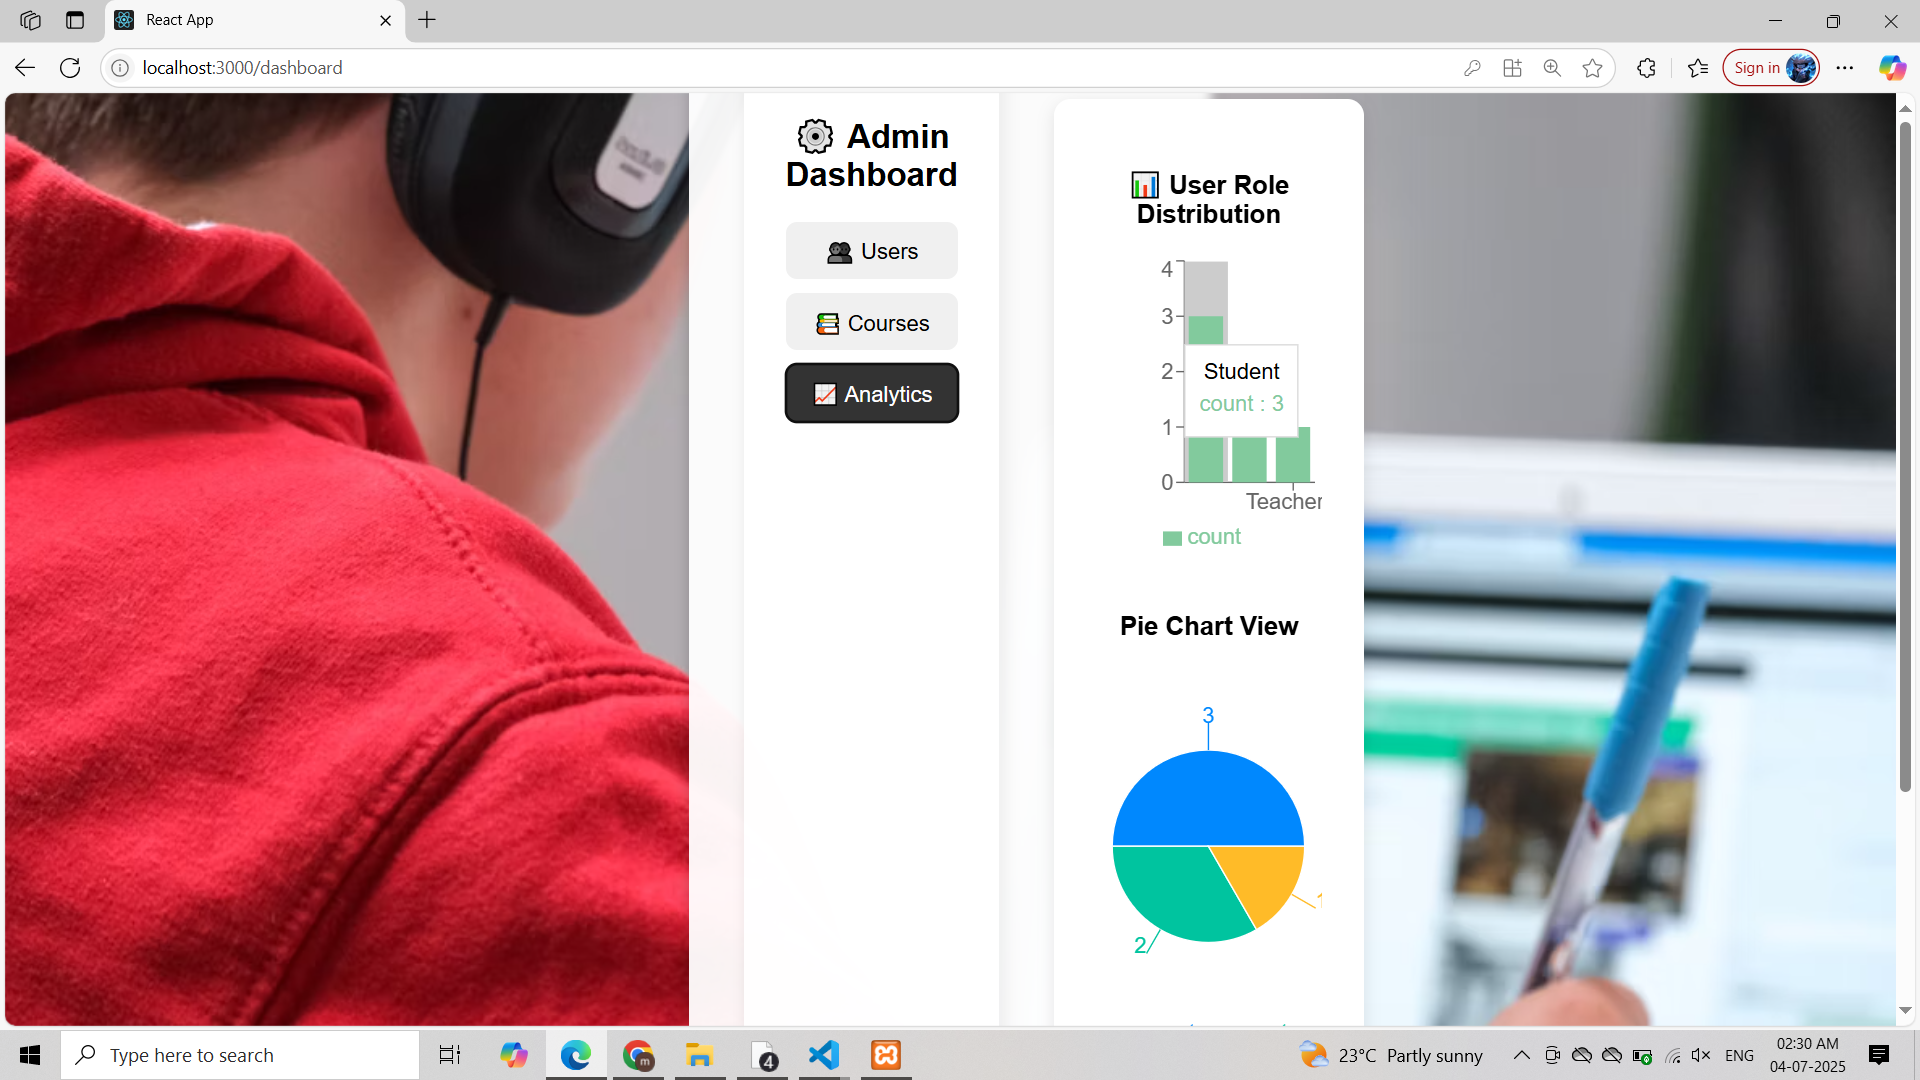 React App
localhost:3000/dashboard
Sign in
Admin
Dashboard
Users
Courses
Analytics
User Role
Distribution
4
3
2
1
0
Student
count : 3
Teacher
count
Pie Chart View
3
2
Type here to search
4
23°C Partly sunny
ENG
02:30 AM
04-07-2025